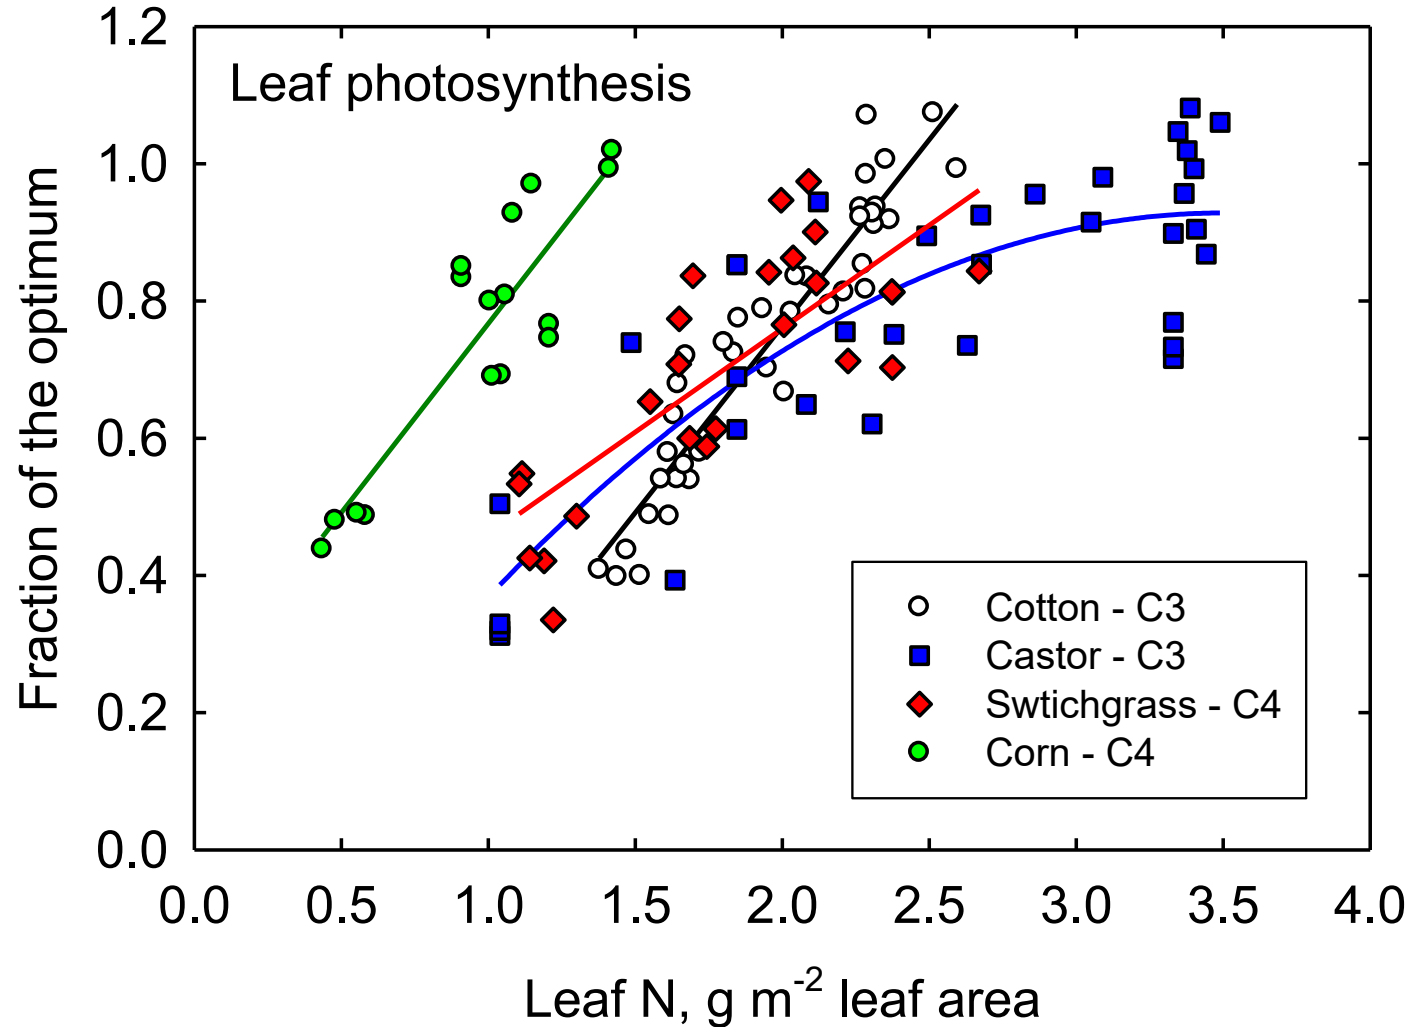 Leaf photosynthesis
Fraction of the optimum
1.2
1.0
0.8
0.6
0.4
0.2
0.0
Cotton - C3
Castor - C3
Swtichgrass - C4
Corn - C4
0.0 0.5 1.0 1.5 2.0 2.5 3.0 3.5 4.0
Leaf N, g m⁻² leaf area